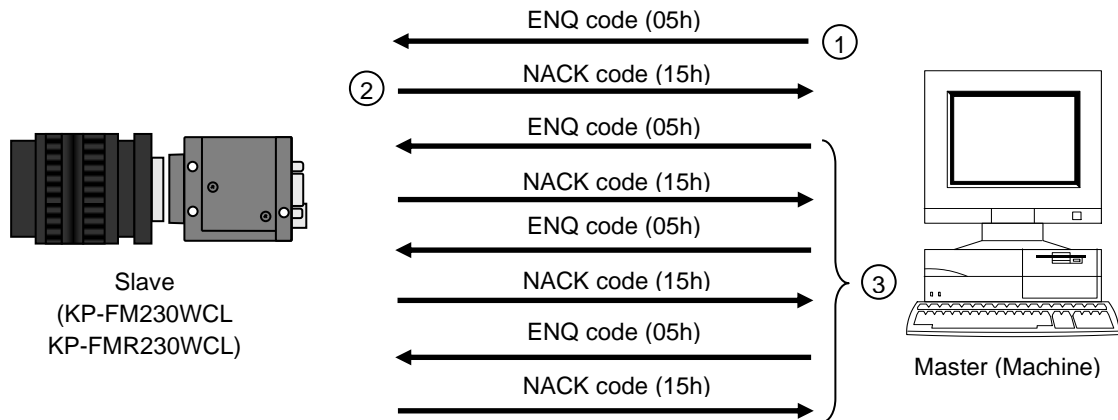 ENQ code (05h)
①
NACK code (15h)
②
ENQ code (05h)
NACK code (15h)
ENQ code (05h)
NACK code (15h)
③
ENQ code (05h)
NACK code (15h)
Slave
(KP-FM230WCL
KP-FMR230WCL)
Master (Machine)